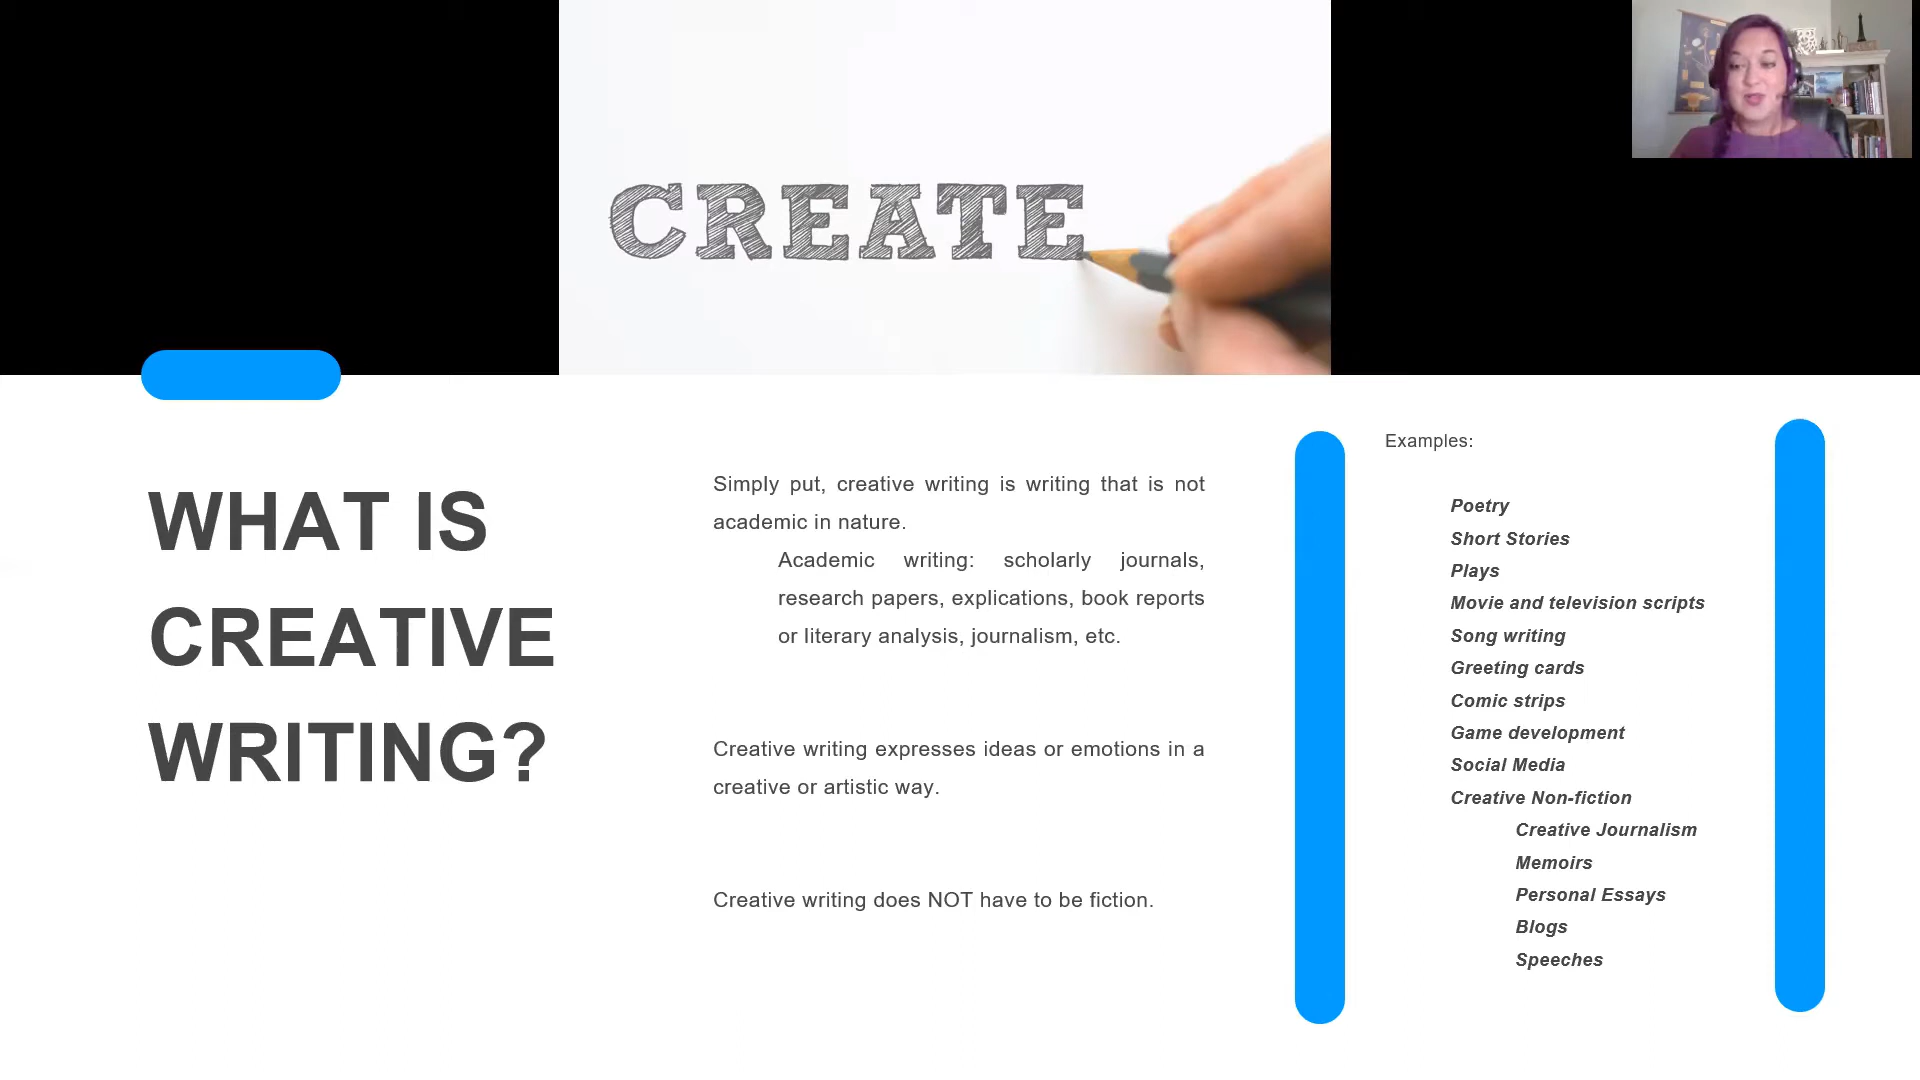 CREATE
WHAT IS
CREATIVE
WRITING?
Simply put, creative writing is writing that is not
academic in nature.
Academic writing: scholarly journals,
research papers, explications, book reports
or literary analysis, journalism, etc.
Creative writing expresses ideas or emotions in a
creative or artistic way.
Creative writing does NOT have to be fiction.
Examples:
Poetry
Short Stories
Plays
Movie and television scripts
Song writing
Greeting cards
Comic strips
Game development
Social Media
Creative Non-fiction
Creative Journalism
Memoirs
Personal Essays
Blogs
Speeches